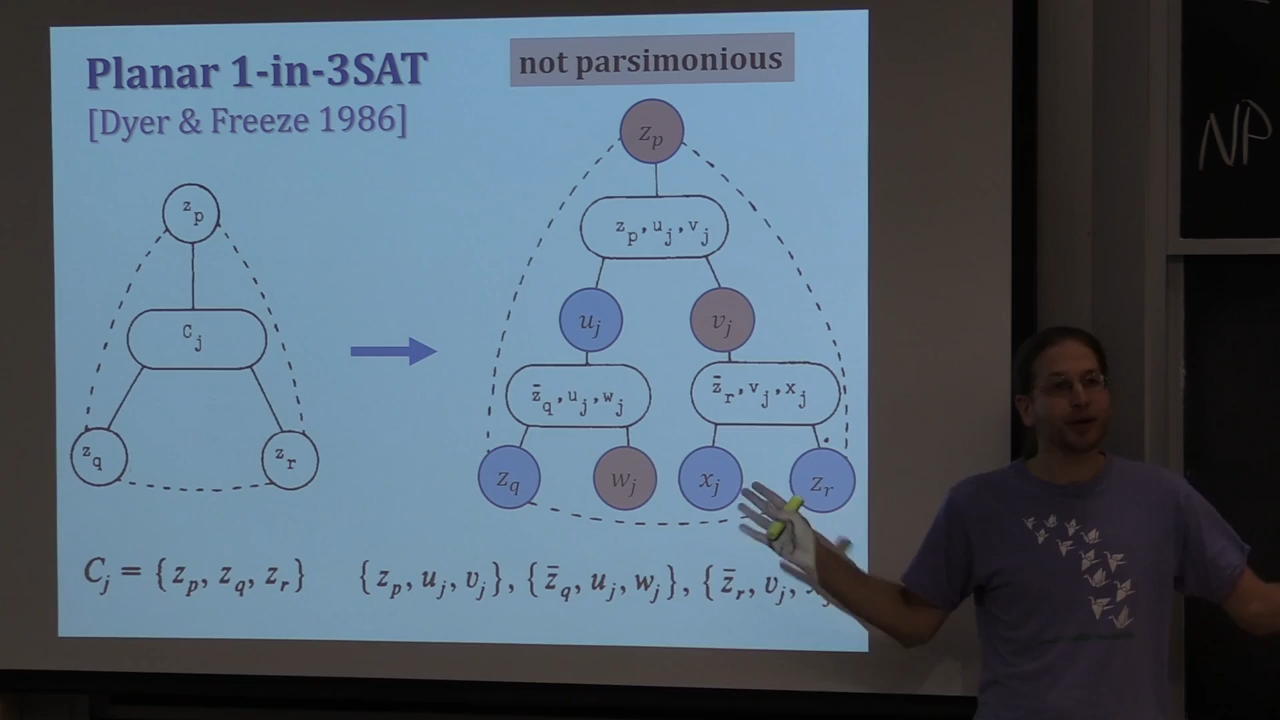 Planar 1-in-3SAT
[Dyer & Freeze 1986]
not parsimonious
z_p
C_j
z_q
z_r
z_p
z_p, u_j, v_j
u_j
v_j
z̄_q, u_j, w_j
z̄_r, v_j, x_j
z_q
w_j
x_j
z_r
C_j = {z_p, z_q, z_r}
{z_p, u_j, v_j}, {z̄_q, u_j, w_j}, {z̄_r, v_j,
NP